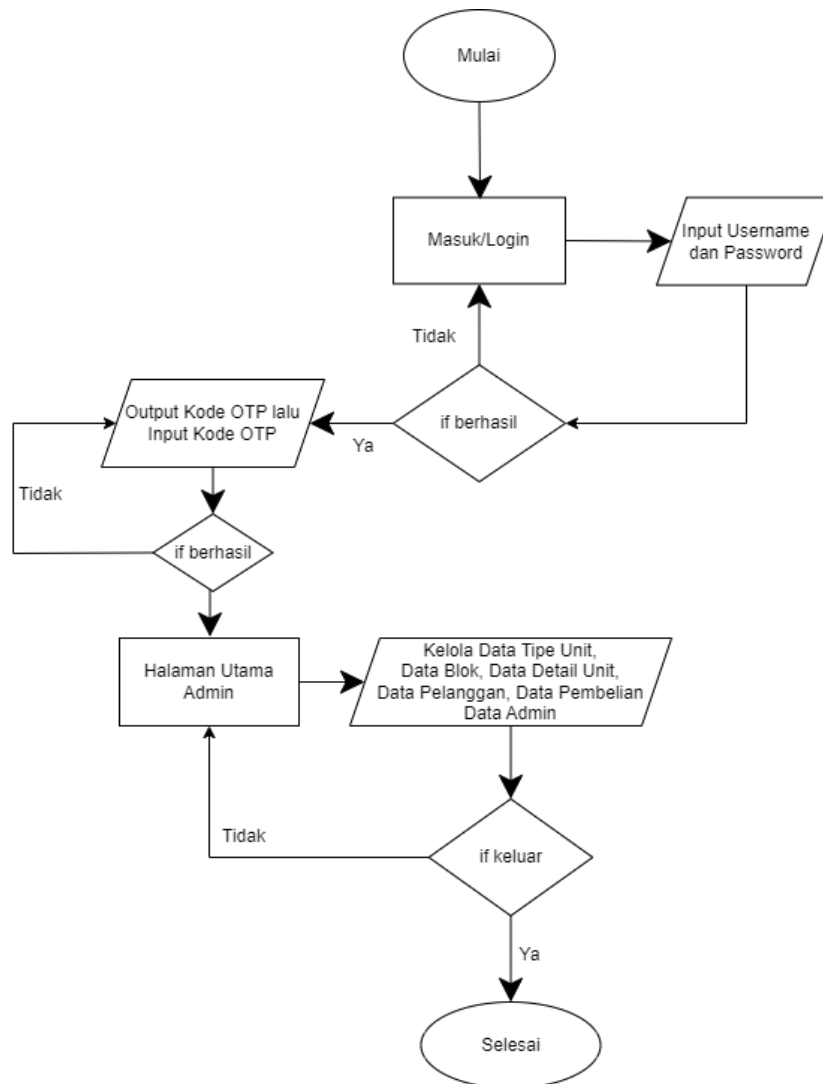 Mulai
Masuk/Login
Input Username
dan Password
Tidak
if berhasil
Ya
Output Kode OTP lalu
Input Kode OTP
Tidak
if berhasil
Halaman Utama
Admin
Kelola Data Tipe Unit,
Data Blok, Data Detail Unit,
Data Pelanggan, Data Pembelian
Data Admin
Tidak
if keluar
Ya
Selesai